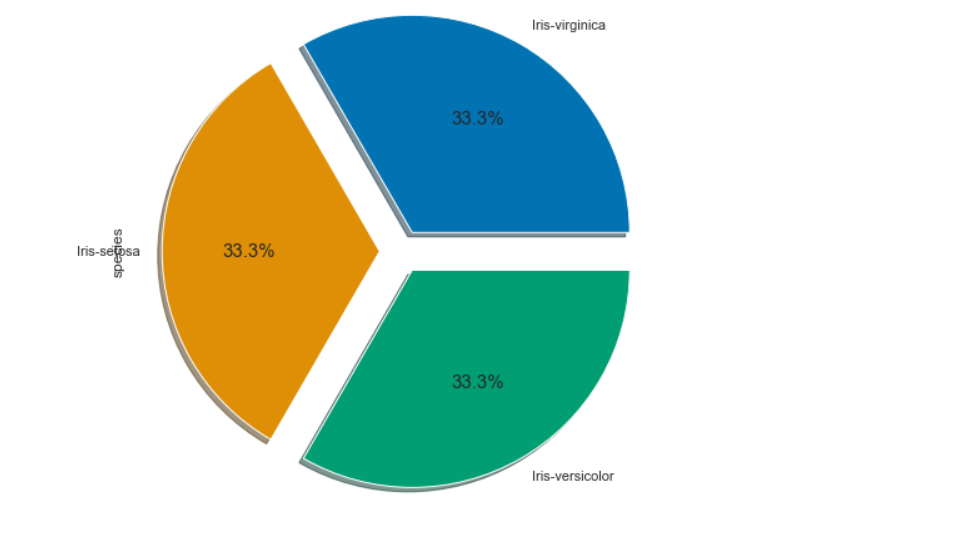 Iris-virginica
33.3%
Iris-setosa
species
33.3%
33.3%
Iris-versicolor